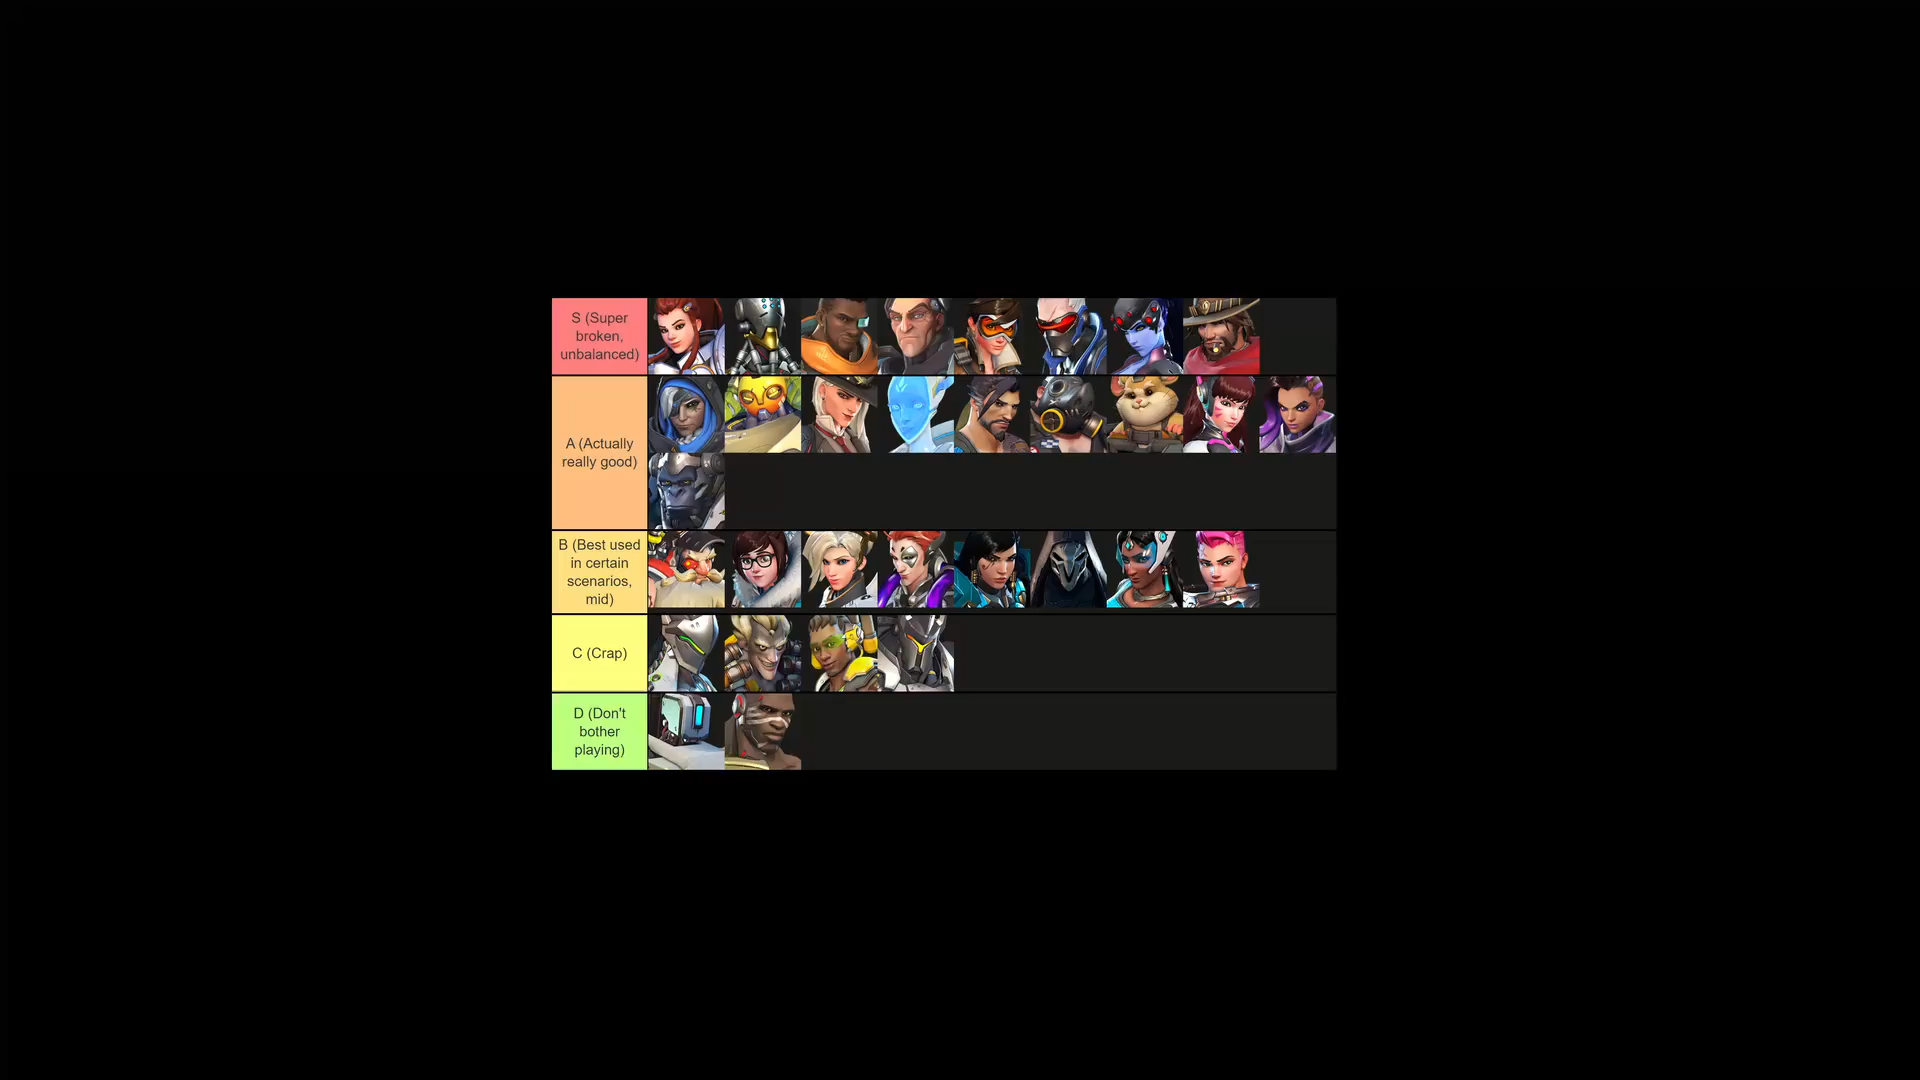 S (Super
broken,
unbalanced)
A (Actually
really good)
B (Best used
in certain
scenarios,
mid)
C (Crap)
D (Don't
bother
playing)